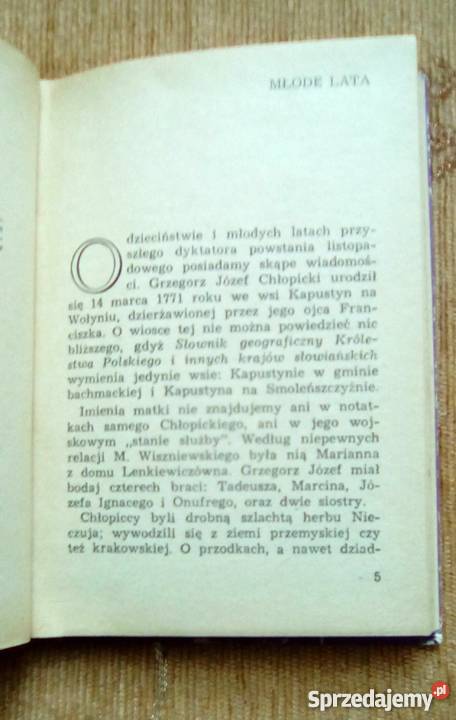 MŁODE LATA
O dzieciństwie i młodych latach przy-
szłego dyktatora powstania listopa-
dowego posiadamy skąpe wiadomoś-
ci. Grzegorz Józef Chłopicki urodził
się 14 marca 1771 roku we wsi Kapustyn na
Wołyniu, dzierżawionej przez jego ojca Fran-
ciszka. O wiosce tej nie można powiedzieć nic
bliższego, gdyż Słownik geograficzny Króle-
stwa Polskiego i innych krajów słowiańskich
wymienia jedynie wsie: Kapustynie w gminie
bachmackiej i Kapustyna na Smoleńszczyźnie.
Imienia matki nie znajdujemy ani w notat-
kach samego Chłopickiego, ani w jego woj-
skowym „stanie służby”. Według niepewnych
relacji M. Wiszniewskiego była nią Marianna
z domu Lenkiewiczówna. Grzegorz Józef miał
bodaj czterech braci: Tadeusza, Marcina, Jó-
zefa Ignacego i Onufrego, oraz dwie siostry.
Chłopiccy byli drobną szlachtą herbu Nie-
czuja; wywodzili się z ziemi przemyskiej czy
też krakowskiej. O przodkach, a nawet dziad-
5
Sprzedajemy.pl